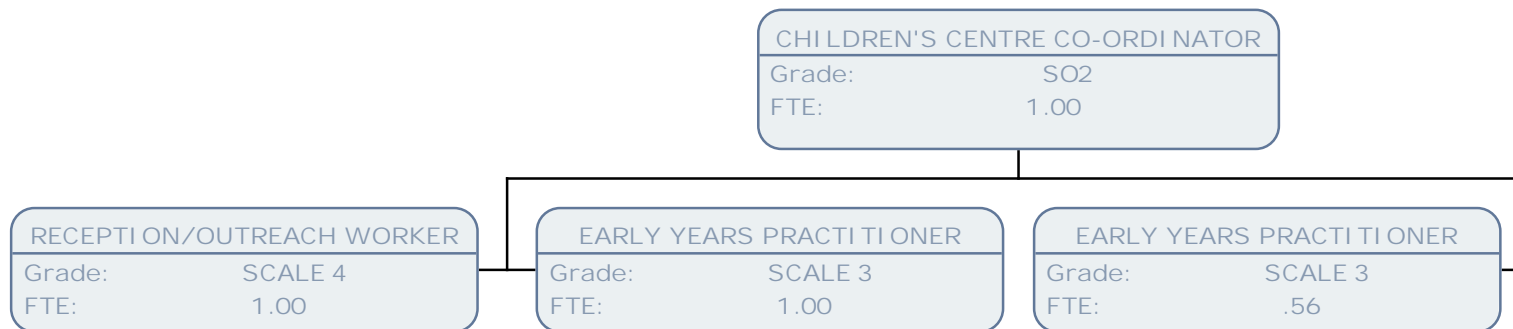 CHILDREN'S CENTRE CO-ORDINATOR
Grade: SO2
FTE: 1.00
RECEPTION/OUTREACH WORKER
Grade: SCALE 4
FTE: 1.00
EARLY YEARS PRACTITIONER
Grade: SCALE 3
FTE: 1.00
EARLY YEARS PRACTITIONER
Grade: SCALE 3
FTE: .56